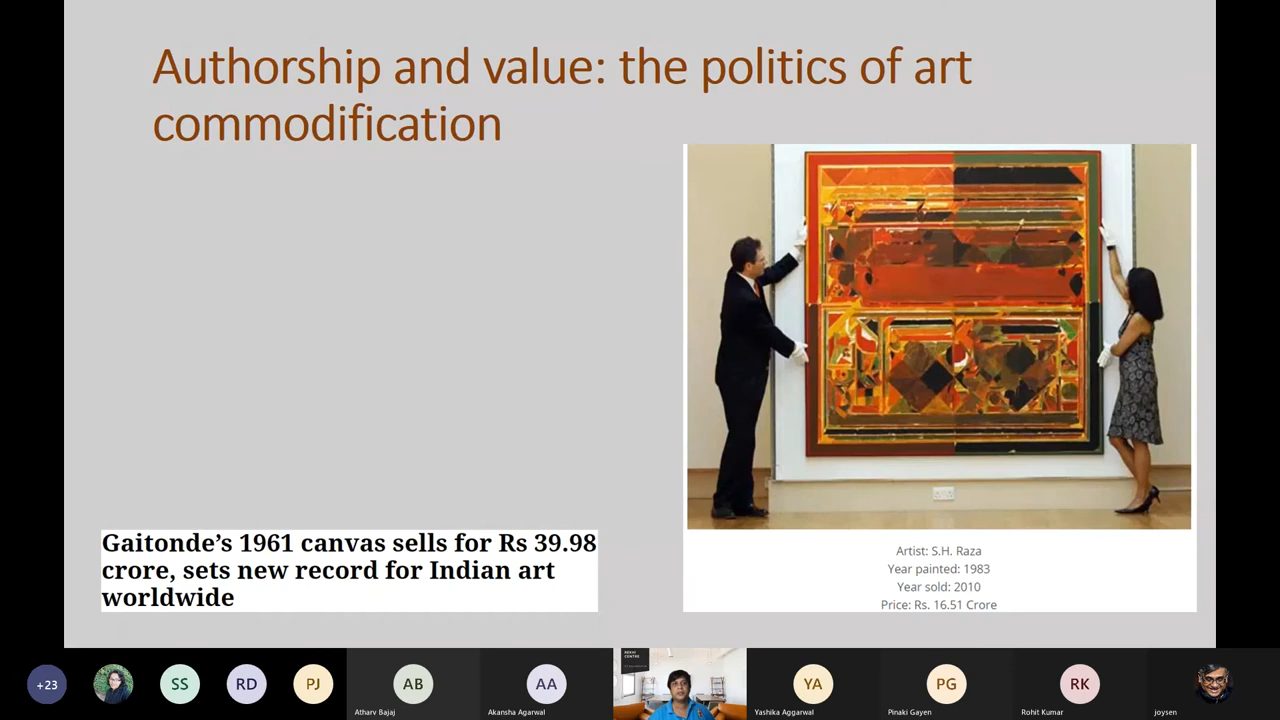 Authorship and value: the politics of art
commodification
Gaitonde’s 1961 canvas sells for Rs 39.98
crore, sets new record for Indian art
worldwide
Artist: S.H. Raza
Year painted: 1983
Year sold: 2010
Price: Rs. 16.51 Crore
+23
SS
RD
PJ
AB
Atharv Bajaj
AA
Akansha Agarwal
YA
Yashika Aggarwal
PG
Pinaki Gayen
RK
Rohit Kumar
joysen